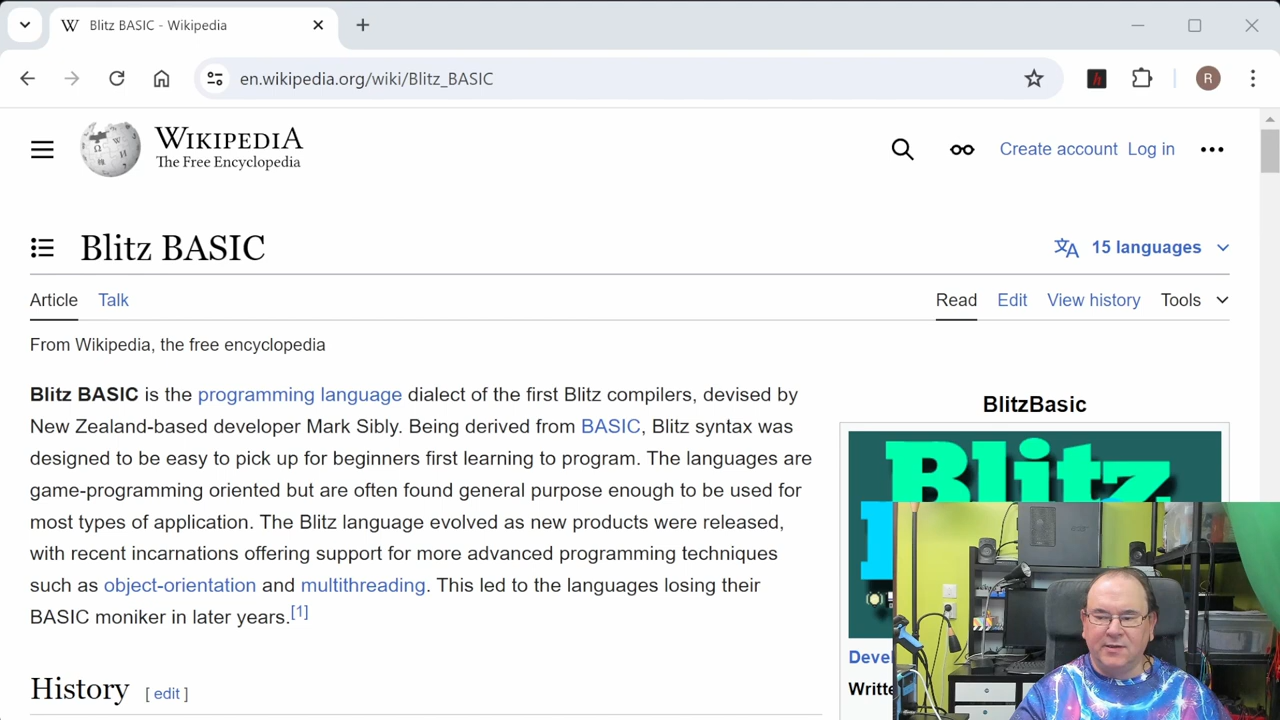 Blitz BASIC - Wikipedia
en.wikipedia.org/wiki/Blitz_BASIC
h
R
WIKIPEDIA
The Free Encyclopedia
Create account Log in
Blitz BASIC
15 languages
Article Talk
Read Edit View history Tools
From Wikipedia, the free encyclopedia
Blitz BASIC is the programming language dialect of the first Blitz compilers, devised by
New Zealand-based developer Mark Sibly. Being derived from BASIC, Blitz syntax was
designed to be easy to pick up for beginners first learning to program. The languages are
game-programming oriented but are often found general purpose enough to be used for
most types of application. The Blitz language evolved as new products were released,
with recent incarnations offering support for more advanced programming techniques
such as object-orientation and multithreading. This led to the languages losing their
BASIC moniker in later years.[1]
BlitzBasic
Blitz
Devel
Writte
History [ edit ]